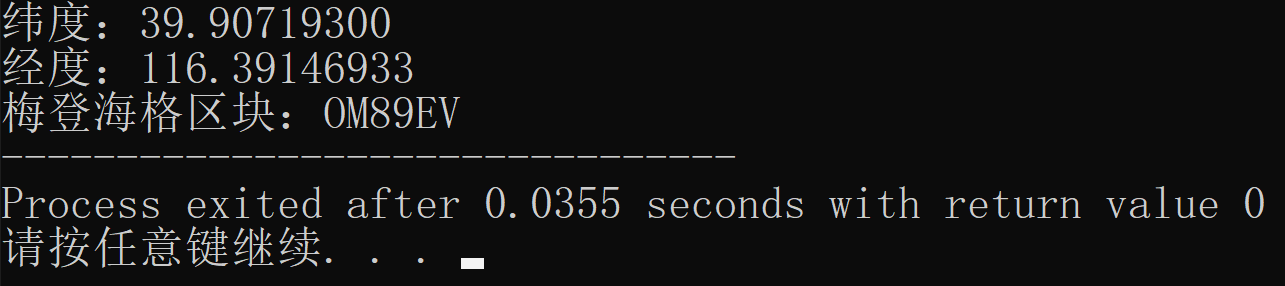 纬度：39.90719300
经度：116.39146933
梅登海格区块：OM89EV
--------------------------------
Process exited after 0.0355 seconds with return value 0
请按任意键继续. . .